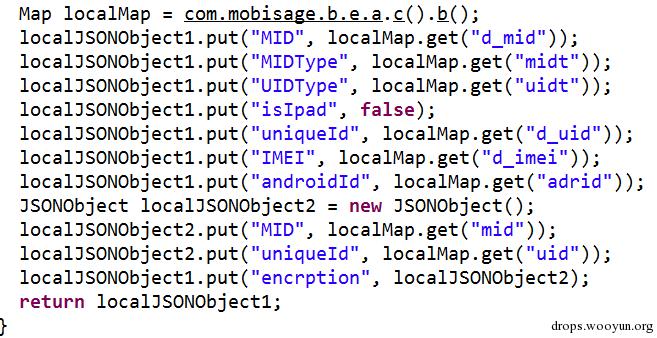 Map localMap = com.mobisage.b.e.a.c().b();
localJSONObject1.put("MID", localMap.get("d_mid"));
localJSONObject1.put("MIDType", localMap.get("midt"));
localJSONObject1.put("UIDType", localMap.get("uidt"));
localJSONObject1.put("isIpad", false);
localJSONObject1.put("uniqueId", localMap.get("d_uid"));
localJSONObject1.put("IMEI", localMap.get("d_imei"));
localJSONObject1.put("androidId", localMap.get("adrid"));
JSONObject localJSONObject2 = new JSONObject();
localJSONObject2.put("MID", localMap.get("mid"));
localJSONObject2.put("uniqueId", localMap.get("uid"));
localJSONObject1.put("encrption", localJSONObject2);
return localJSONObject1;
}
drops.wooyun.org